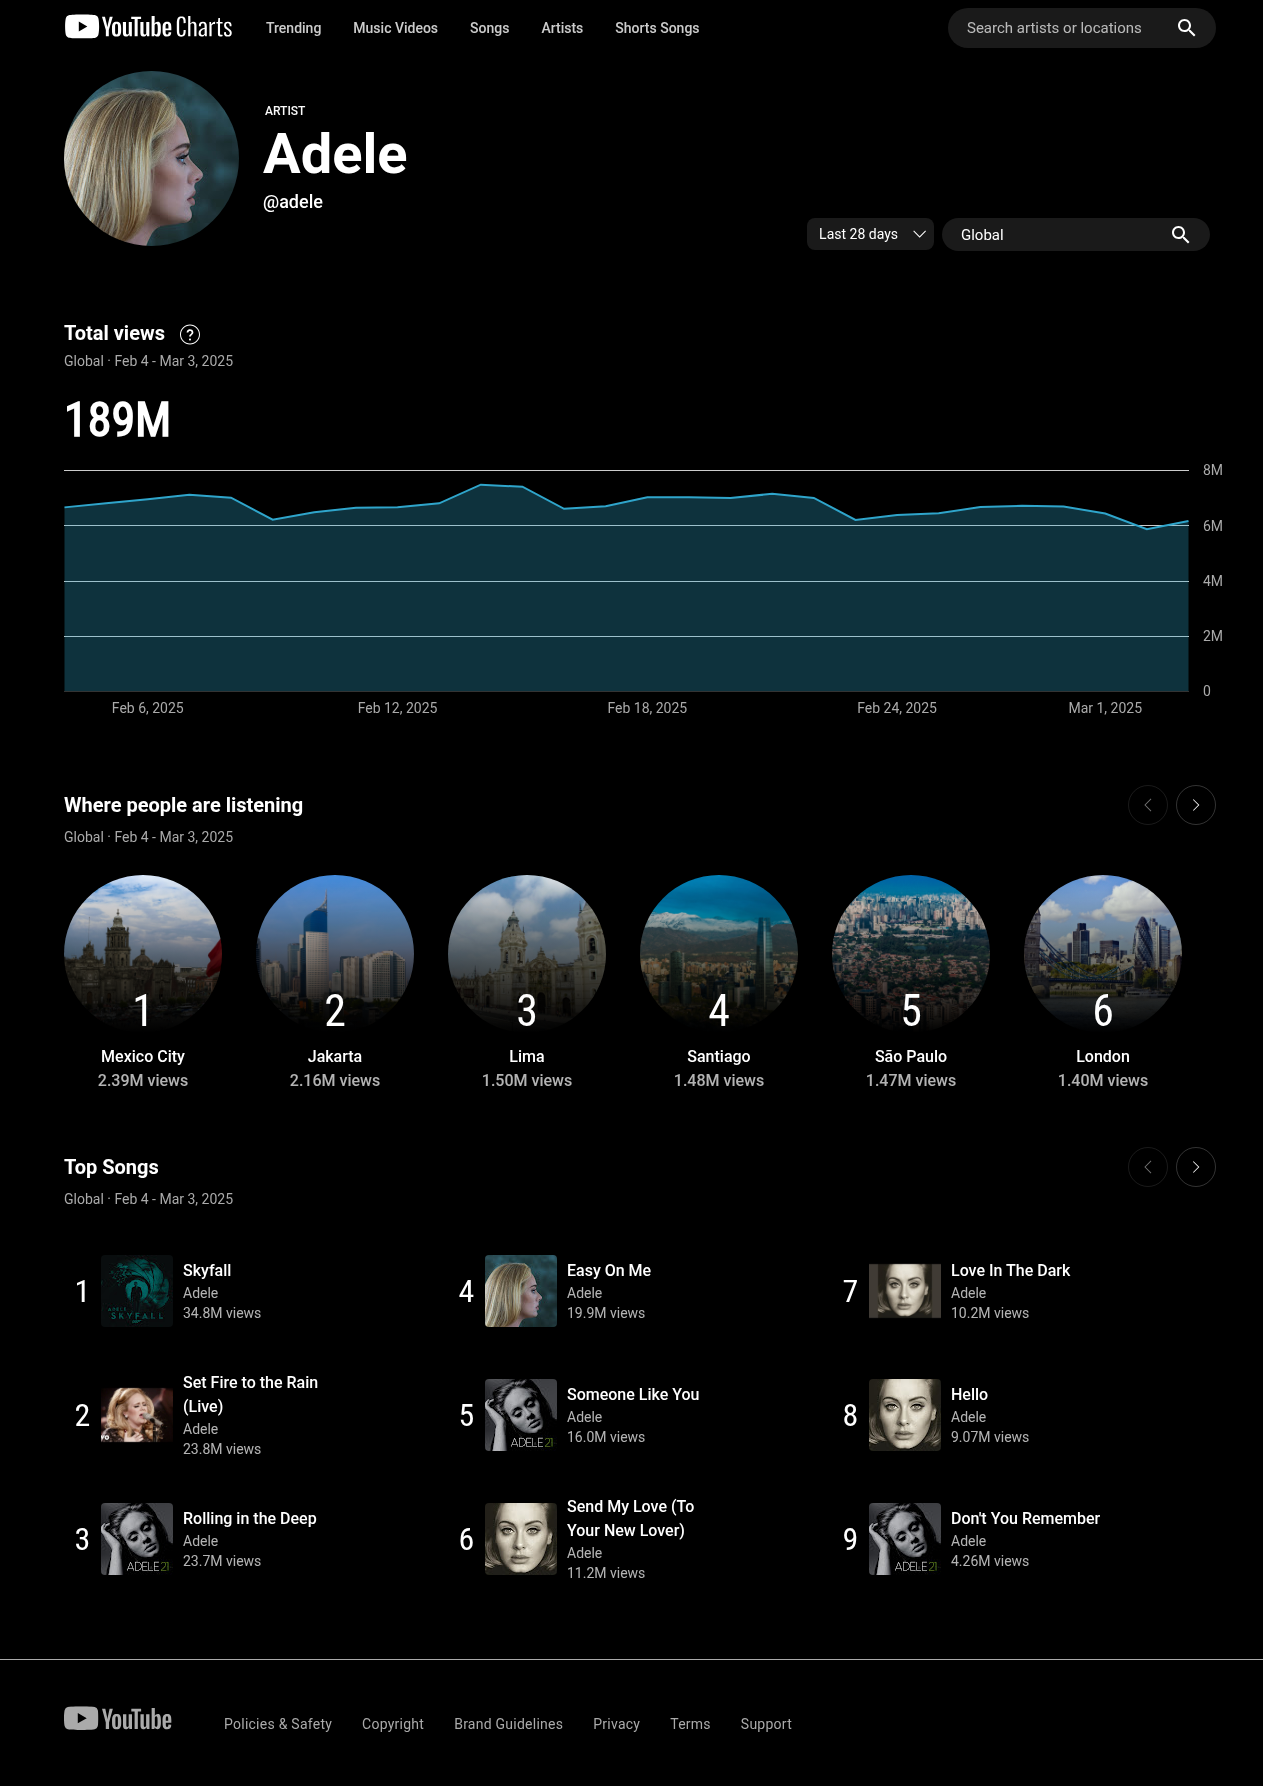 YouTube Charts
Trending Music Videos Songs Artists Shorts Songs
Search artists or locations
ARTIST
Adele
@adele
Last 28 days
Global
Total views ?
Global · Feb 4 - Mar 3, 2025
189M
8M
6M
4M
2M
0
Feb 6, 2025 Feb 12, 2025 Feb 18, 2025 Feb 24, 2025 Mar 1, 2025
Where people are listening
Global · Feb 4 - Mar 3, 2025
1
Mexico City
2.39M views
2
Jakarta
2.16M views
3
Lima
1.50M views
4
Santiago
1.48M views
5
São Paulo
1.47M views
6
London
1.40M views
Top Songs
Global · Feb 4 - Mar 3, 2025
1
ADELE
SKYFALL
Skyfall
Adele
34.8M views
2
Set Fire to the Rain
(Live)
Adele
23.8M views
3
ADELE 21
Rolling in the Deep
Adele
23.7M views
4
Easy On Me
Adele
19.9M views
5
ADELE 21
Someone Like You
Adele
16.0M views
6
Send My Love (To
Your New Lover)
Adele
11.2M views
7
Love In The Dark
Adele
10.2M views
8
Hello
Adele
9.07M views
9
ADELE 21
Don't You Remember
Adele
4.26M views
YouTube
Policies & Safety Copyright Brand Guidelines Privacy Terms Support